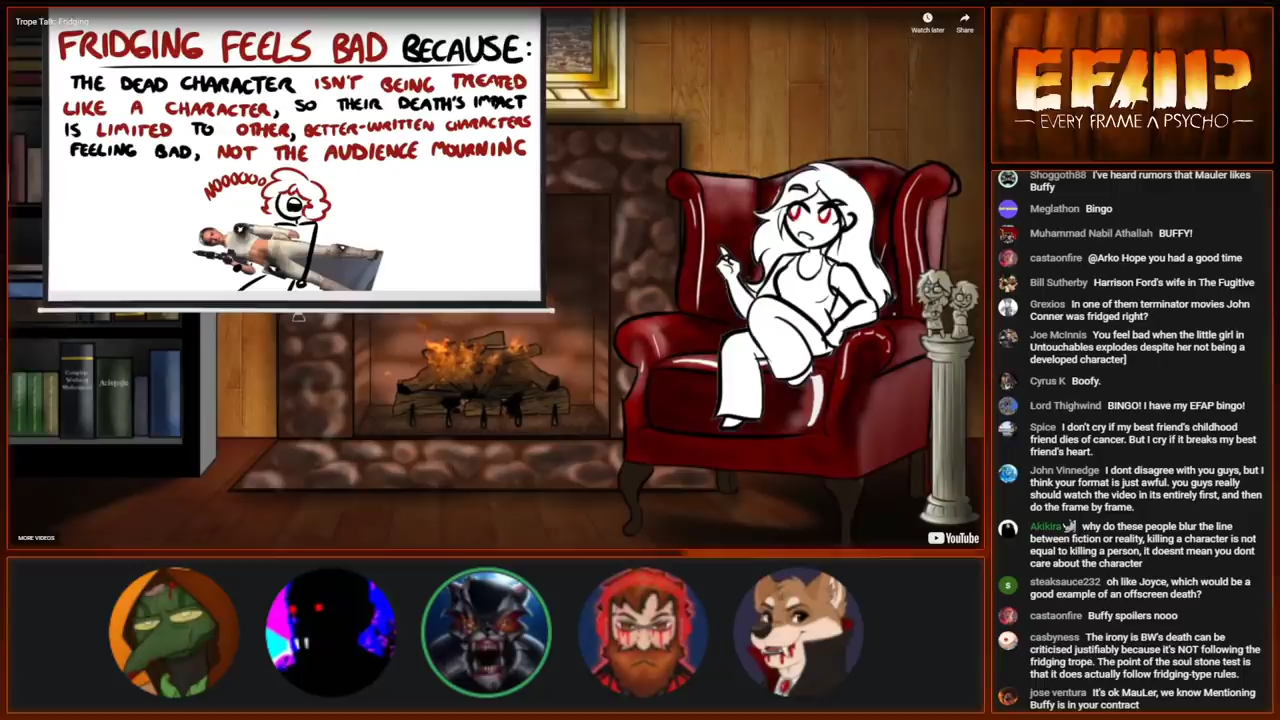 Trope Talk: Fridging
Watch later
Share
FRIDGING FEELS BAD BECAUSE:
THE DEAD CHARACTER ISN'T BEING TREATED
LIKE A CHARACTER, SO THEIR DEATH'S IMPACT
IS LIMITED TO OTHER, BETTER-WRITTEN CHARACTERS
FEELING BAD, NOT THE AUDIENCE MOURNING
NOOOOOO
MORE VIDEOS
YouTube
EFAP
EVERY FRAME A PSYCHO
Shoggoth88 I've heard rumors that Mauler likes
Buffy
Meglathon Bingo
Muhammad Nabil Athallah BUFFY!
castaonfire @Arko Hope you had a good time
Bill Sutherby Harrison Ford's wife in The Fugitive
Grexios In one of them terminator movies John
Conner was fridged right?
Joe McInnis You feel bad when the little girl in
Untouchables explodes despite her not being a
developed character]
Cyrus K Boofy.
Lord Thighwind BINGO! I have my EFAP bingo!
Spice I don't cry if my best friend's childhood
friend dies of cancer. But I cry if it breaks my best
friend's heart.
John Vinnedge I dont disagree with you guys, but I
think your format is just awful. you guys really
should watch the video in its entirely first, and then
do the frame by frame.
Akikira why do these people blur the line
between fiction or reality, killing a character is not
equal to killing a person, it doesnt mean you dont
care about the character
steaksauce232 oh like Joyce, which would be a
good example of an offscreen death?
castaonfire Buffy spoilers nooo
casbyness The irony is BW's death can be
criticised justifiably because it's NOT following the
fridging trope. The point of the soul stone test is
that it does actually follow fridging-type rules.
jose ventura It's ok MauLer, we know Mentioning
Buffy is in your contract